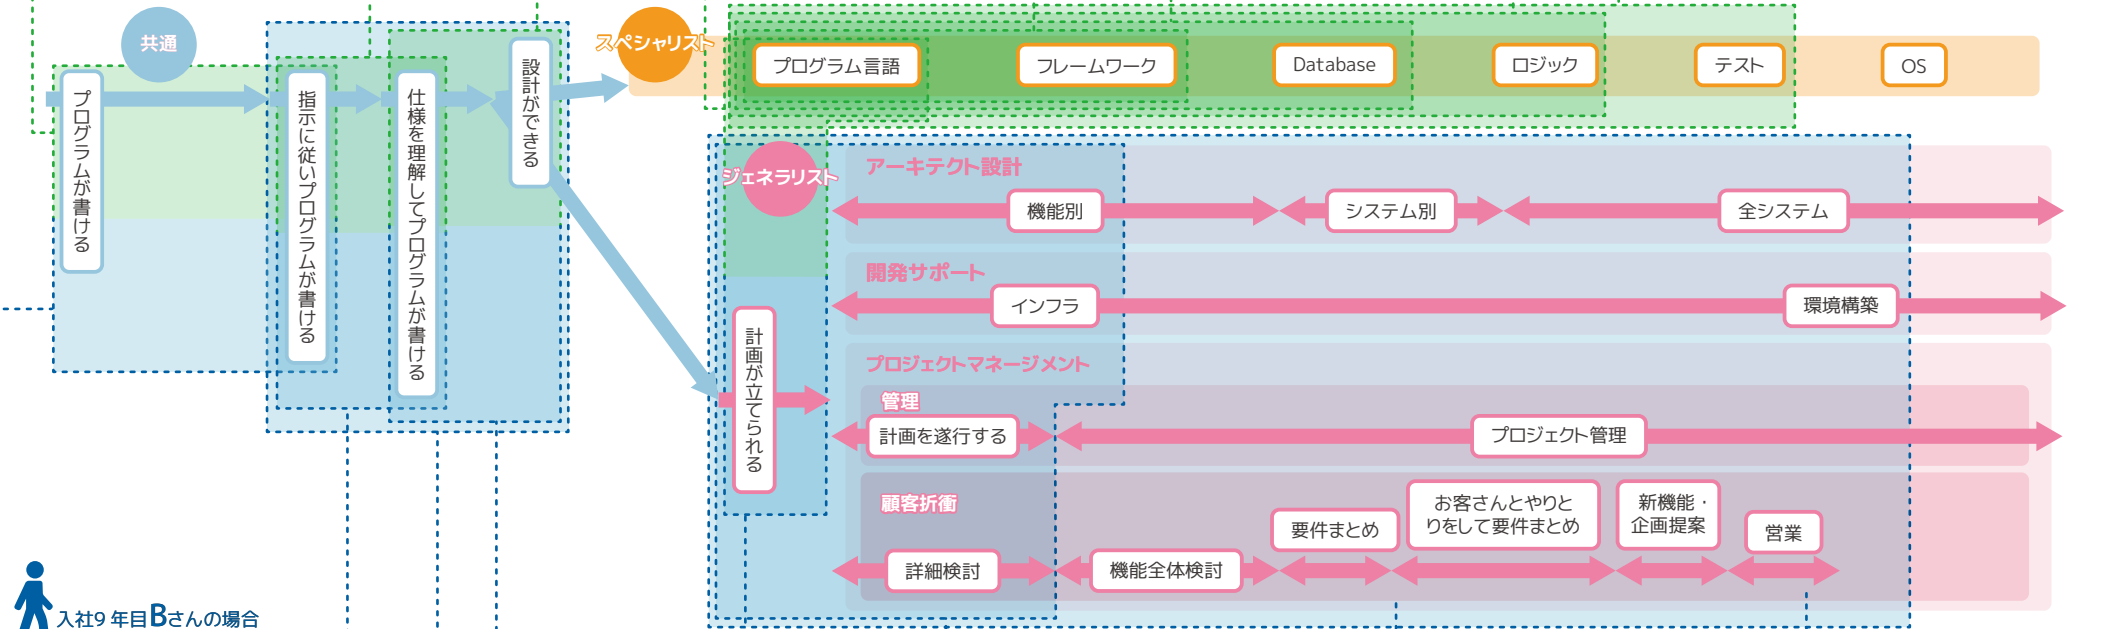 共通
プログラムが書ける
指示に従いプログラムが書ける
仕様を理解してプログラムが書ける
設計ができる
スペシャリスト
プログラム言語
フレームワーク
Database
ロジック
テスト
OS
ジェネラリスト
計画が立てられる
アーキテクト設計
機能別
システム別
全システム
開発サポート
インフラ
環境構築
プロジェクトマネージメント
管理
計画を遂行する
プロジェクト管理
顧客折衝
詳細検討
機能全体検討
要件まとめ
お客さんとやりと
りをして要件まとめ
新機能・
企画提案
営業
入社9年目Bさんの場合